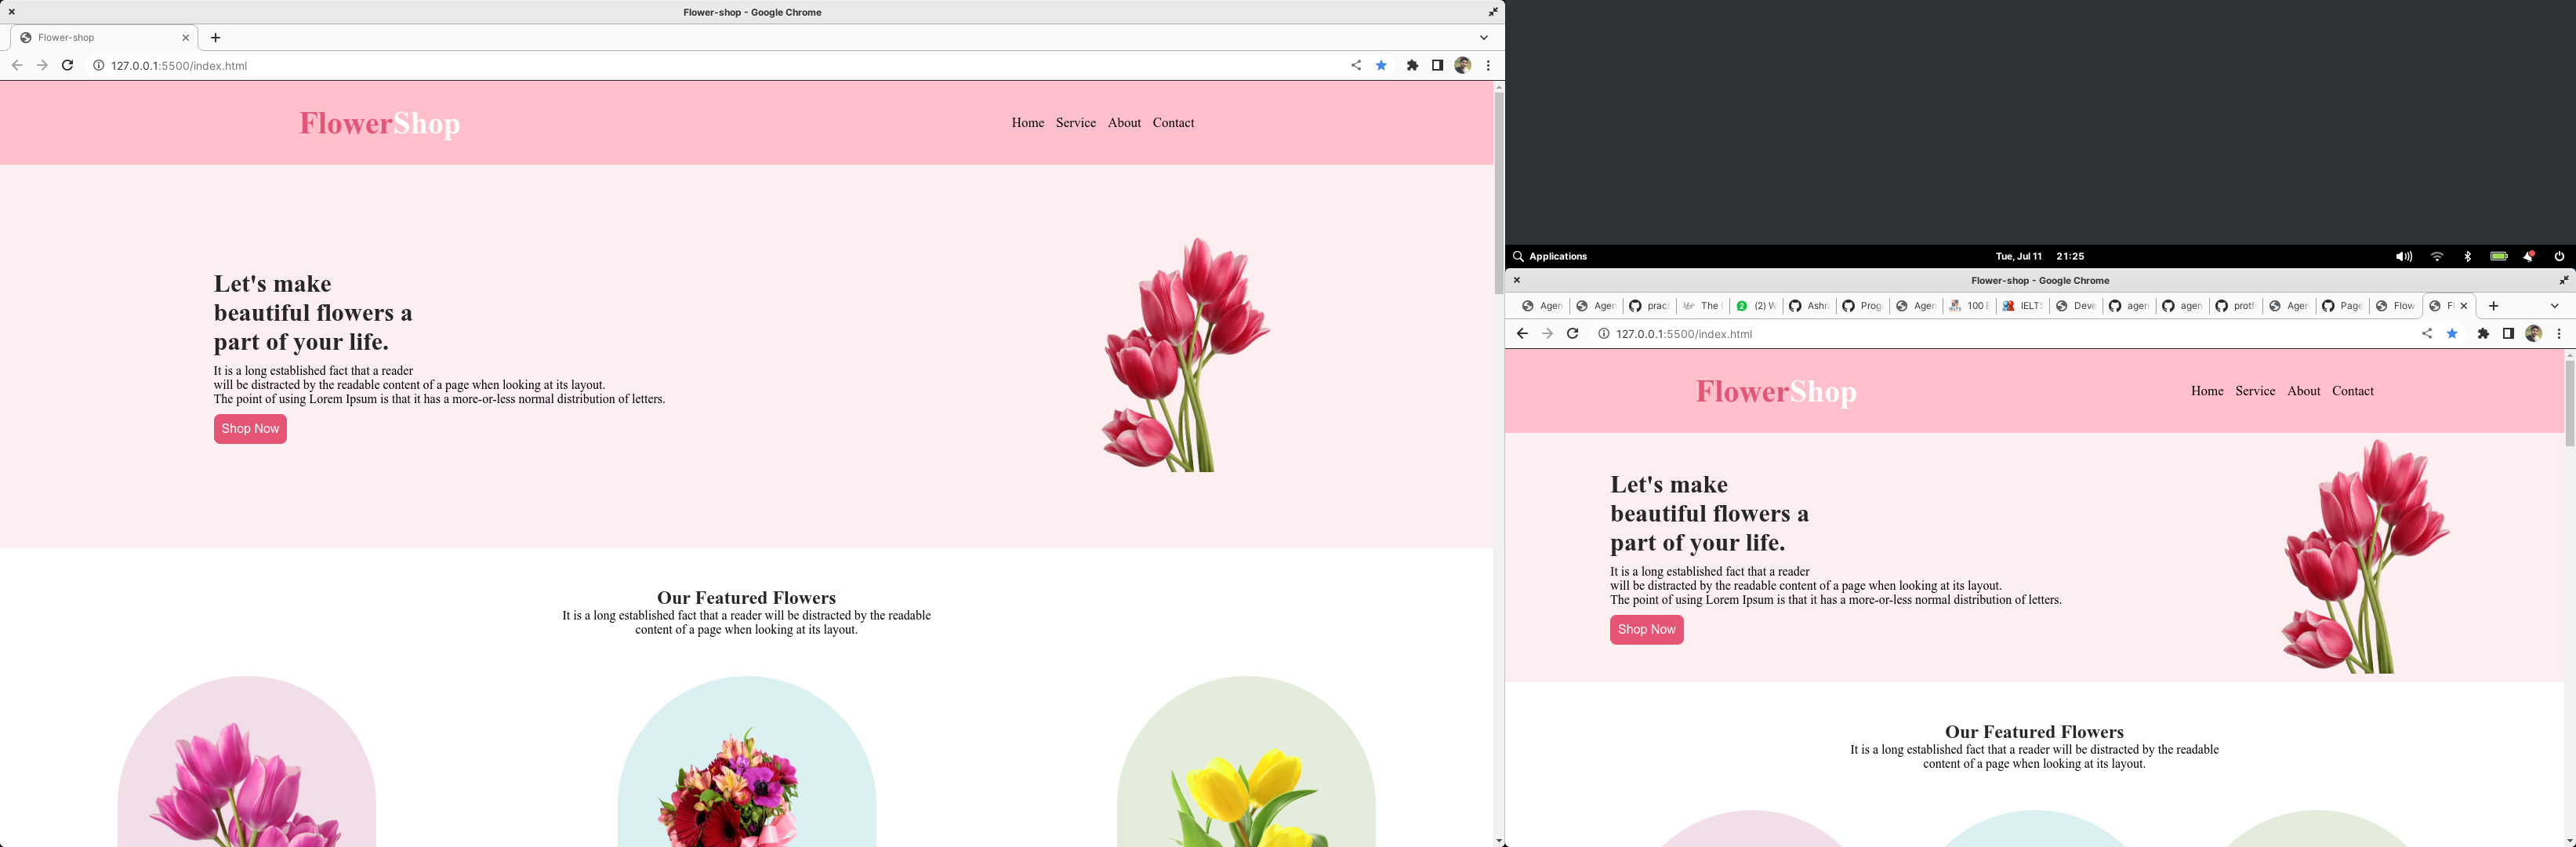 Flower-shop - Google Chrome
Flower-shop
127.0.0.1:5500/index.html
FlowerShop
Home Service About Contact
Let's make
beautiful flowers a
part of your life.
It is a long established fact that a reader
will be distracted by the readable content of a page when looking at its layout.
The point of using Lorem Ipsum is that it has a more-or-less normal distribution of letters.
Shop Now
Our Featured Flowers
It is a long established fact that a reader will be distracted by the readable
content of a page when looking at its layout.
Applications Tue, Jul 11 21:25
Flower-shop - Google Chrome
Agen Agen pract The (2) W Ashr Prog Agen 100 E IELT Deve agen agen protf Agen Page Flow Fl
127.0.0.1:5500/index.html
FlowerShop
Home Service About Contact
Let's make
beautiful flowers a
part of your life.
It is a long established fact that a reader
will be distracted by the readable content of a page when looking at its layout.
The point of using Lorem Ipsum is that it has a more-or-less normal distribution of letters.
Shop Now
Our Featured Flowers
It is a long established fact that a reader will be distracted by the readable
content of a page when looking at its layout.